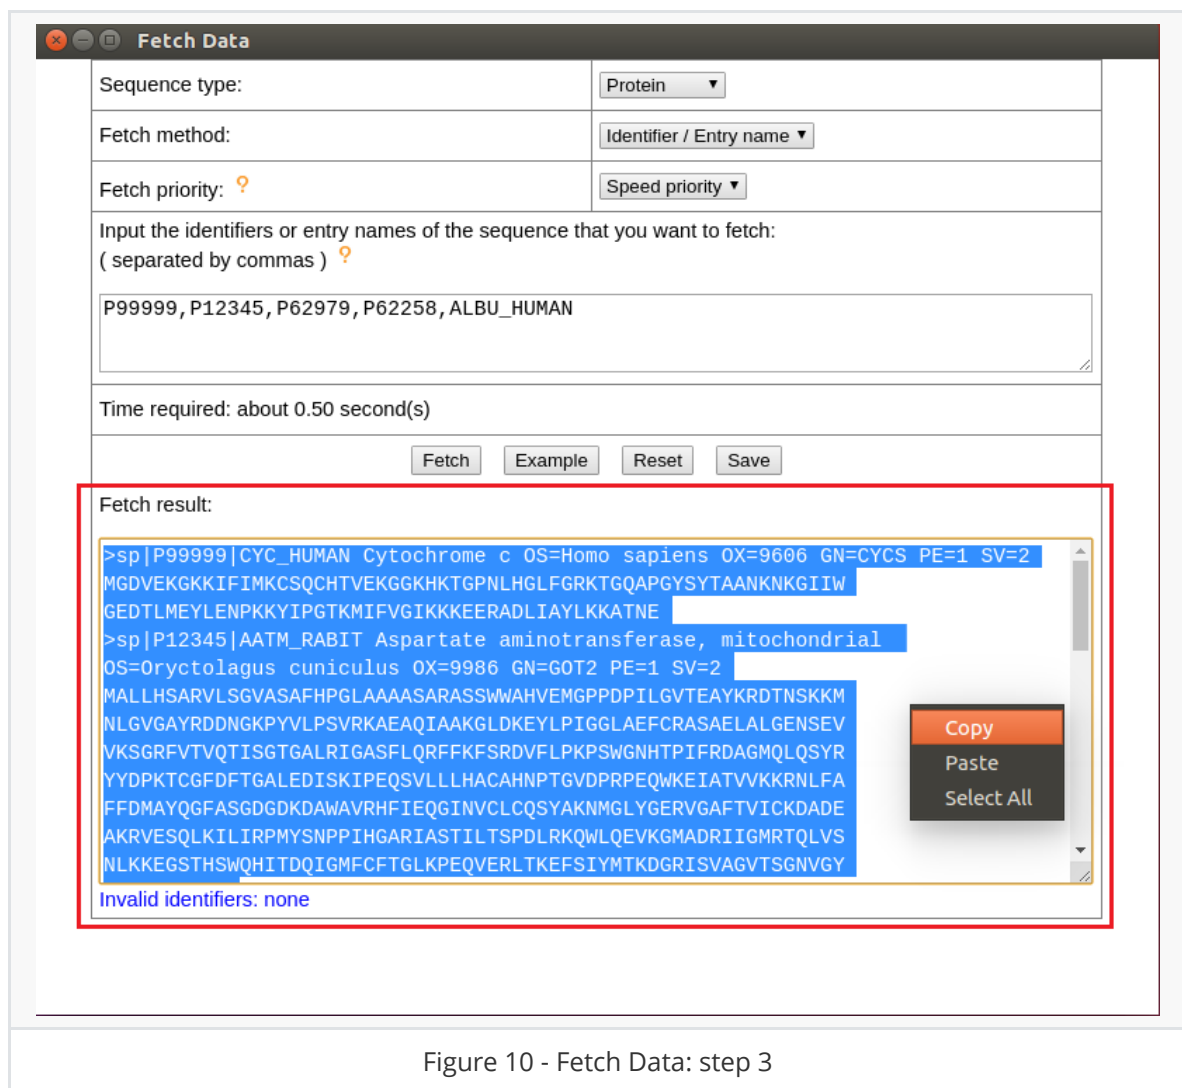 Fetch Data
Sequence type: Protein
Fetch method: Identifier / Entry name
Fetch priority: ? Speed priority
Input the identifiers or entry names of the sequence that you want to fetch:
( separated by commas ) ?
P99999,P12345,P62979,P62258,ALBU_HUMAN
Time required: about 0.50 second(s)
Fetch Example Reset Save
Fetch result:
>sp|P99999|CYC_HUMAN Cytochrome c OS=Homo sapiens OX=9606 GN=CYCS PE=1 SV=2
MGDVEKGKKIFIMKCSQCHTVEKGGKHKTGPNLHGLFGRKTGQAPGYSYTAANKNKGIIW
GEDTLMEYLENPKKYIPGTKMIFVGIKKKEERADLIAYLKKATNE
>sp|P12345|AATM_RABIT Aspartate aminotransferase, mitochondrial
OS=Oryctolagus cuniculus OX=9986 GN=GOT2 PE=1 SV=2
MALLHSARVLSGVASAFHPGLAAAASARASSWWAHVEMGPPDPILGVTEAYKRDTNSKKM
NLGVGAYRDDNGKPYVLPSVRKAEAQIAAKGLDKEYLPIGGLAEFCRASAELALGENSEV
VKSGRFVTVQTISGTGALRIGASFLQRFFKFSRDVFLPKPSWGNHTPIFRDAGMQLQSYR
YYDPKTCGFDFTGALEDISKIPEQSVLLLLHACAHNPTGVDPRPEQWKEIATVVKKRNLFA
FFDMAYQGFASGDGDKDAWAVRHFIEQGINVCLCQSYAKNMGLYGERVGAFTVICKDADE
AKRVESQLKILIRPMYSNPPIHGARIASTILTSPDLRKQWLQEVKGMADRIIGMRTQLVS
NLKKEGSTHSWQHITDQIGMFCFTGLKPEQVERLTKEFSIYMTKDGRISVAGVTSGNVGY
Copy
Paste
Select All
Invalid identifiers: none
Figure 10 - Fetch Data: step 3